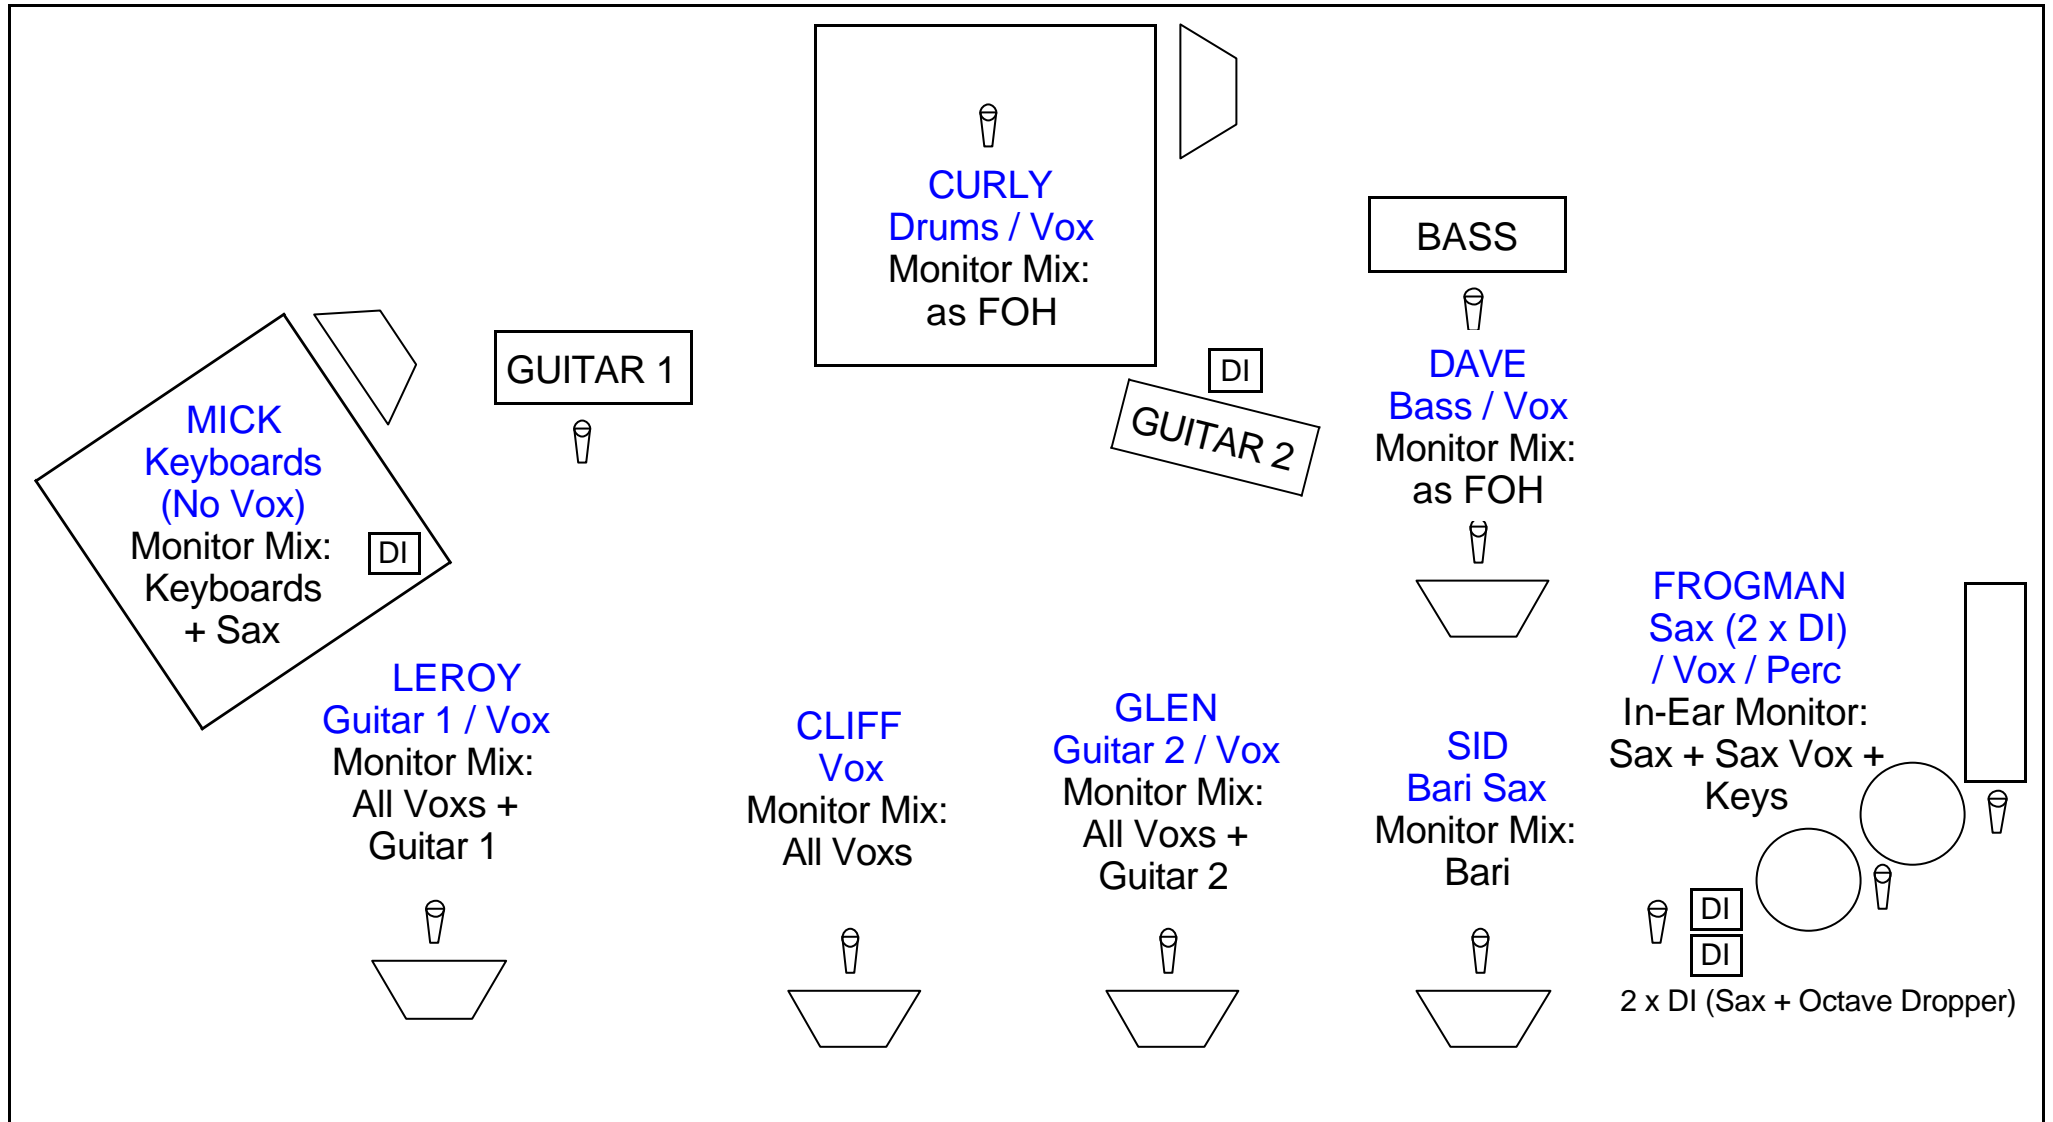 CURLY
Drums / Vox
Monitor Mix:
as FOH
BASS
GUITAR 1
DI
GUITAR 2
DAVE
Bass / Vox
Monitor Mix:
as FOH
MICK
Keyboards
(No Vox)
Monitor Mix:
Keyboards
+ Sax
DI
LEROY
Guitar 1 / Vox
Monitor Mix:
All Voxs +
Guitar 1
CLIFF
Vox
Monitor Mix:
All Voxs
GLEN
Guitar 2 / Vox
Monitor Mix:
All Voxs +
Guitar 2
SID
Bari Sax
Monitor Mix:
Bari
FROGMAN
Sax (2 x DI)
/ Vox / Perc
In-Ear Monitor:
Sax + Sax Vox +
Keys
DI
DI
2 x DI (Sax + Octave Dropper)